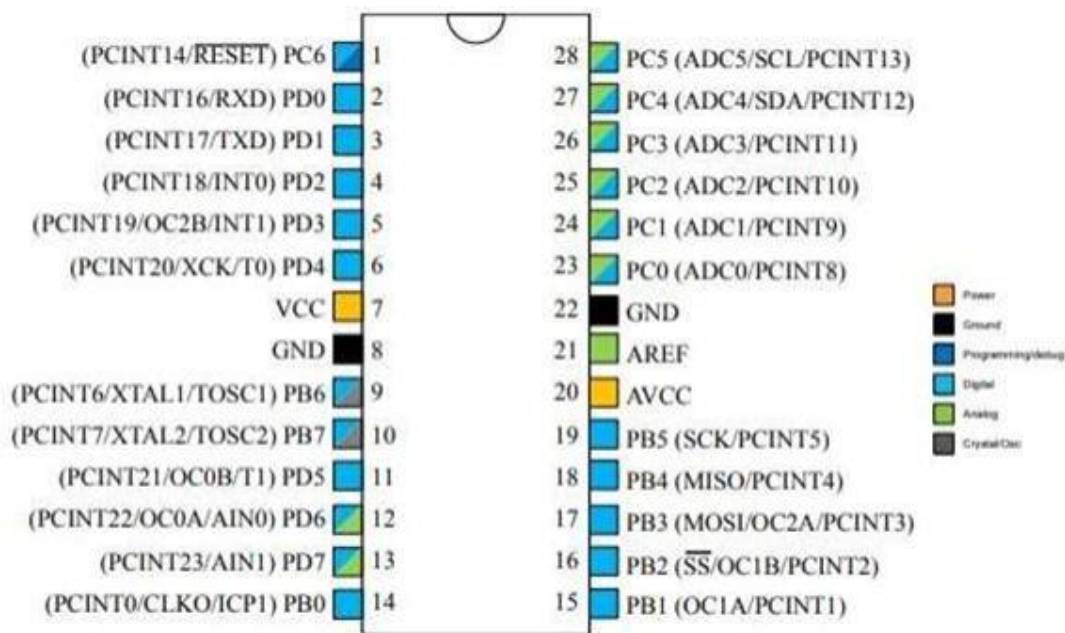 (PCINT14/RESET) PC6 1
(PCINT16/RXD) PD0 2
(PCINT17/TXD) PD1 3
(PCINT18/INT0) PD2 4
(PCINT19/OC2B/INT1) PD3 5
(PCINT20/XCK/T0) PD4 6
VCC 7
GND 8
(PCINT6/XTAL1/TOSC1) PB6 9
(PCINT7/XTAL2/TOSC2) PB7 10
(PCINT21/OC0B/T1) PD5 11
(PCINT22/OC0A/AIN0) PD6 12
(PCINT23/AIN1) PD7 13
(PCINT0/CLKO/ICP1) PB0 14
28 PC5 (ADC5/SCL/PCINT13)
27 PC4 (ADC4/SDA/PCINT12)
26 PC3 (ADC3/PCINT11)
25 PC2 (ADC2/PCINT10)
24 PC1 (ADC1/PCINT9)
23 PC0 (ADC0/PCINT8)
22 GND
21 AREF
20 AVCC
19 PB5 (SCK/PCINT5)
18 PB4 (MISO/PCINT4)
17 PB3 (MOSI/OC2A/PCINT3)
16 PB2 (SS/OC1B/PCINT2)
15 PB1 (OC1A/PCINT1)
Power
Ground
Programming/debug
Digital
Analog
Crystal/Osc